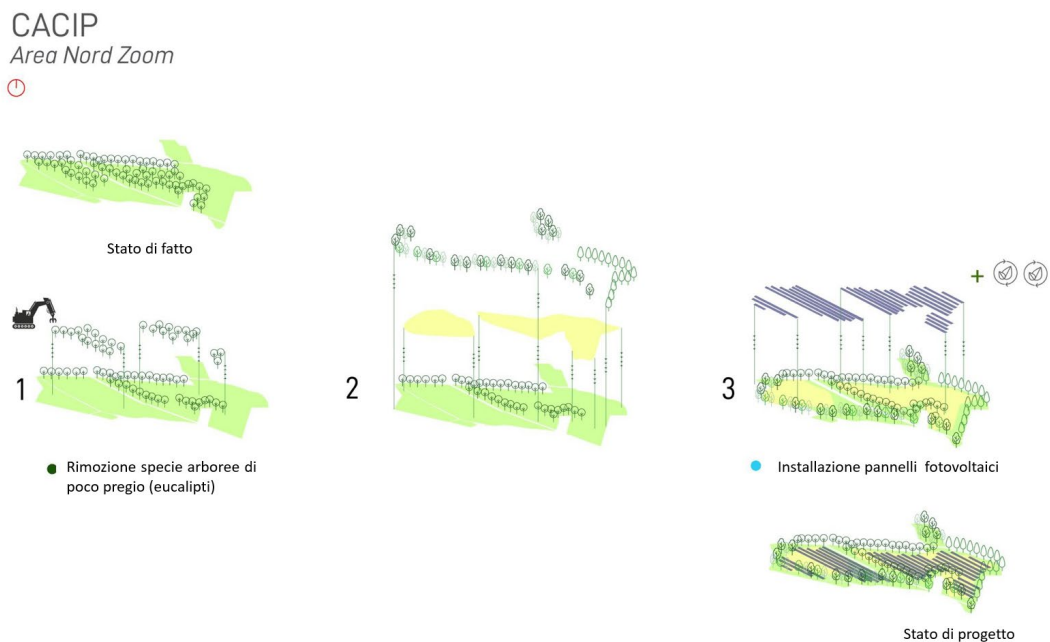 CACIP
Area Nord Zoom
Stato di fatto
1
2
3
Rimozione specie arboree di
poco pregio (eucalipti)
+
Installazione pannelli fotovoltaici
Stato di progetto